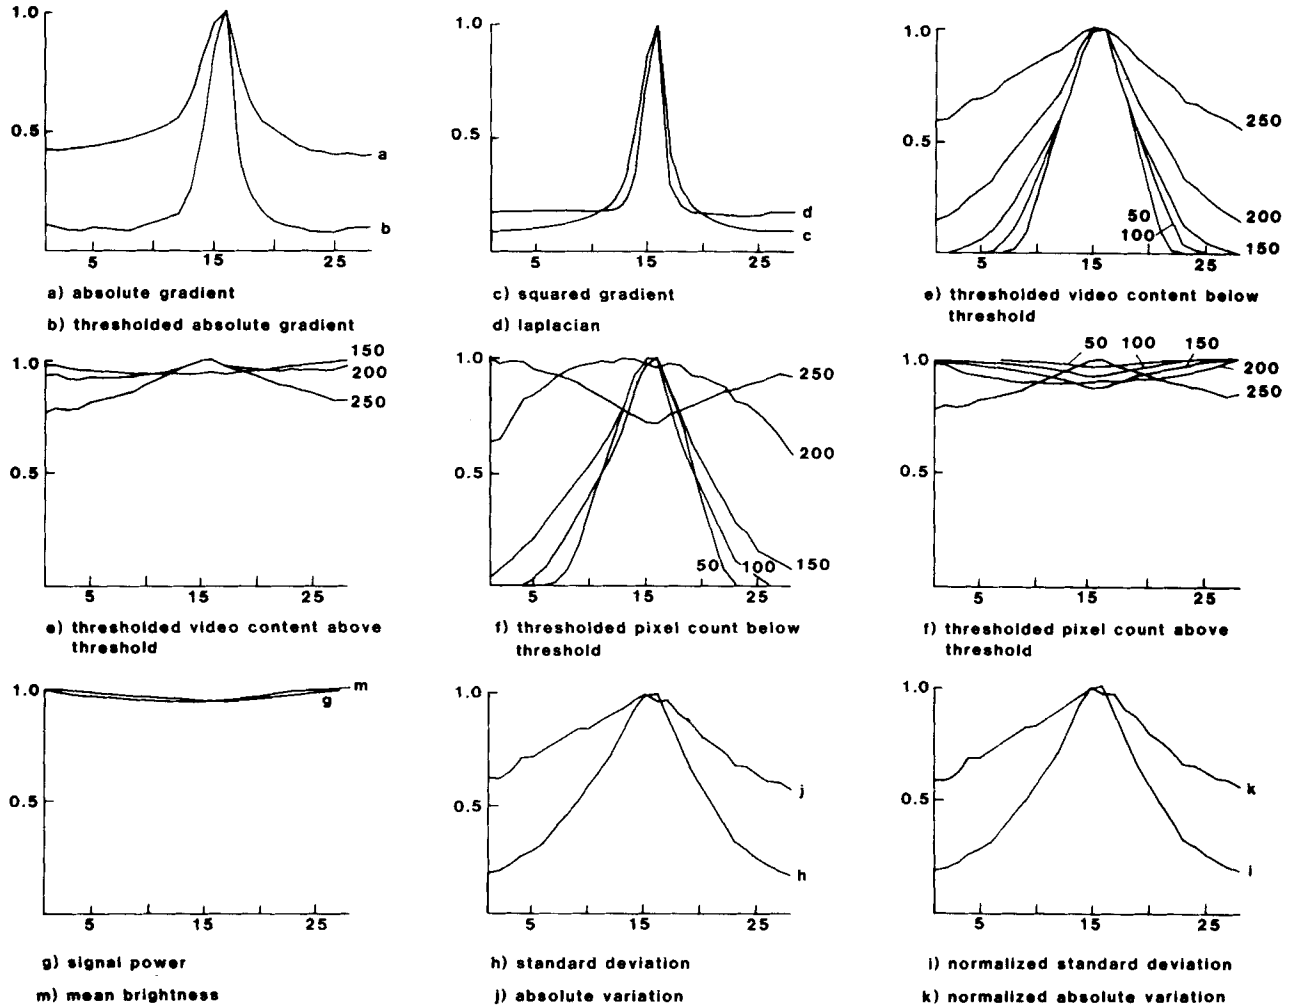 1.0
0.5
a
b
5 15 25
a) absolute gradient
b) thresholded absolute gradient
1.0
0.5
d
c
5 15 25
c) squared gradient
d) laplacian
1.0
0.5
250
200
150
50
100
5 15 25
e) thresholded video content below
threshold
1.0
0.5
150
200
250
5 15 25
e) thresholded video content above
threshold
1.0
0.5
250
200
150
50 100
5 15 25
f) thresholded pixel count below
threshold
1.0
0.5
50 100 150
200
250
5 15 25
f) thresholded pixel count above
threshold
1.0
0.5
m
g
5 15 25
g) signal power
m) mean brightness
1.0
0.5
j
h
5 15 25
h) standard deviation
j) absolute variation
1.0
0.5
k
i
5 15 25
i) normalized standard deviation
k) normalized absolute variation